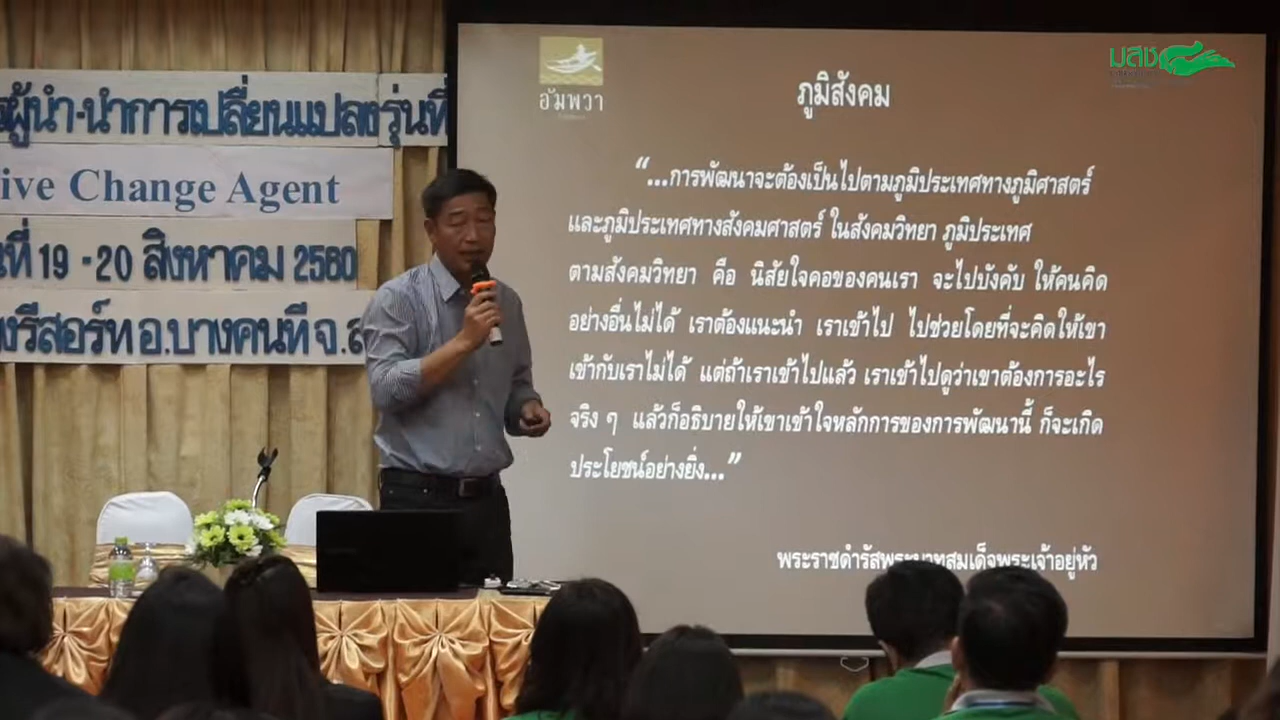 ผู้นำ-นำการเปลี่ยนแปลงรุ่นที่
ive Change Agent
ที่ 19 -20 สิงหาคม 2560
รีสอร์ท อ.บางคนที จ.ส
อัมพวา
มสช
ภูมิสังคม
“...การพัฒนาจะต้องเป็นไปตามภูมิประเทศทางภูมิศาสตร์
และภูมิประเทศทางสังคมศาสตร์ ในสังคมวิทยา ภูมิประเทศ
ตามสังคมวิทยา คือ นิสัยใจคอของคนเรา จะไปบังคับ ให้คนคิด
อย่างอื่นไม่ได้ เราต้องแนะนำ เราเข้าไป ไปช่วยโดยที่จะคิดให้เขา
เข้ากับเราไม่ได้ แต่ถ้าเราเข้าไปแล้ว เราเข้าไปดูว่าเขาต้องการอะไร
จริง ๆ แล้วก็อธิบายให้เขาเข้าใจหลักการของการพัฒนานี้ ก็จะเกิด
ประโยชน์อย่างยิ่ง...”
พระราชดำรัสพระบาทสมเด็จพระเจ้าอยู่หัว